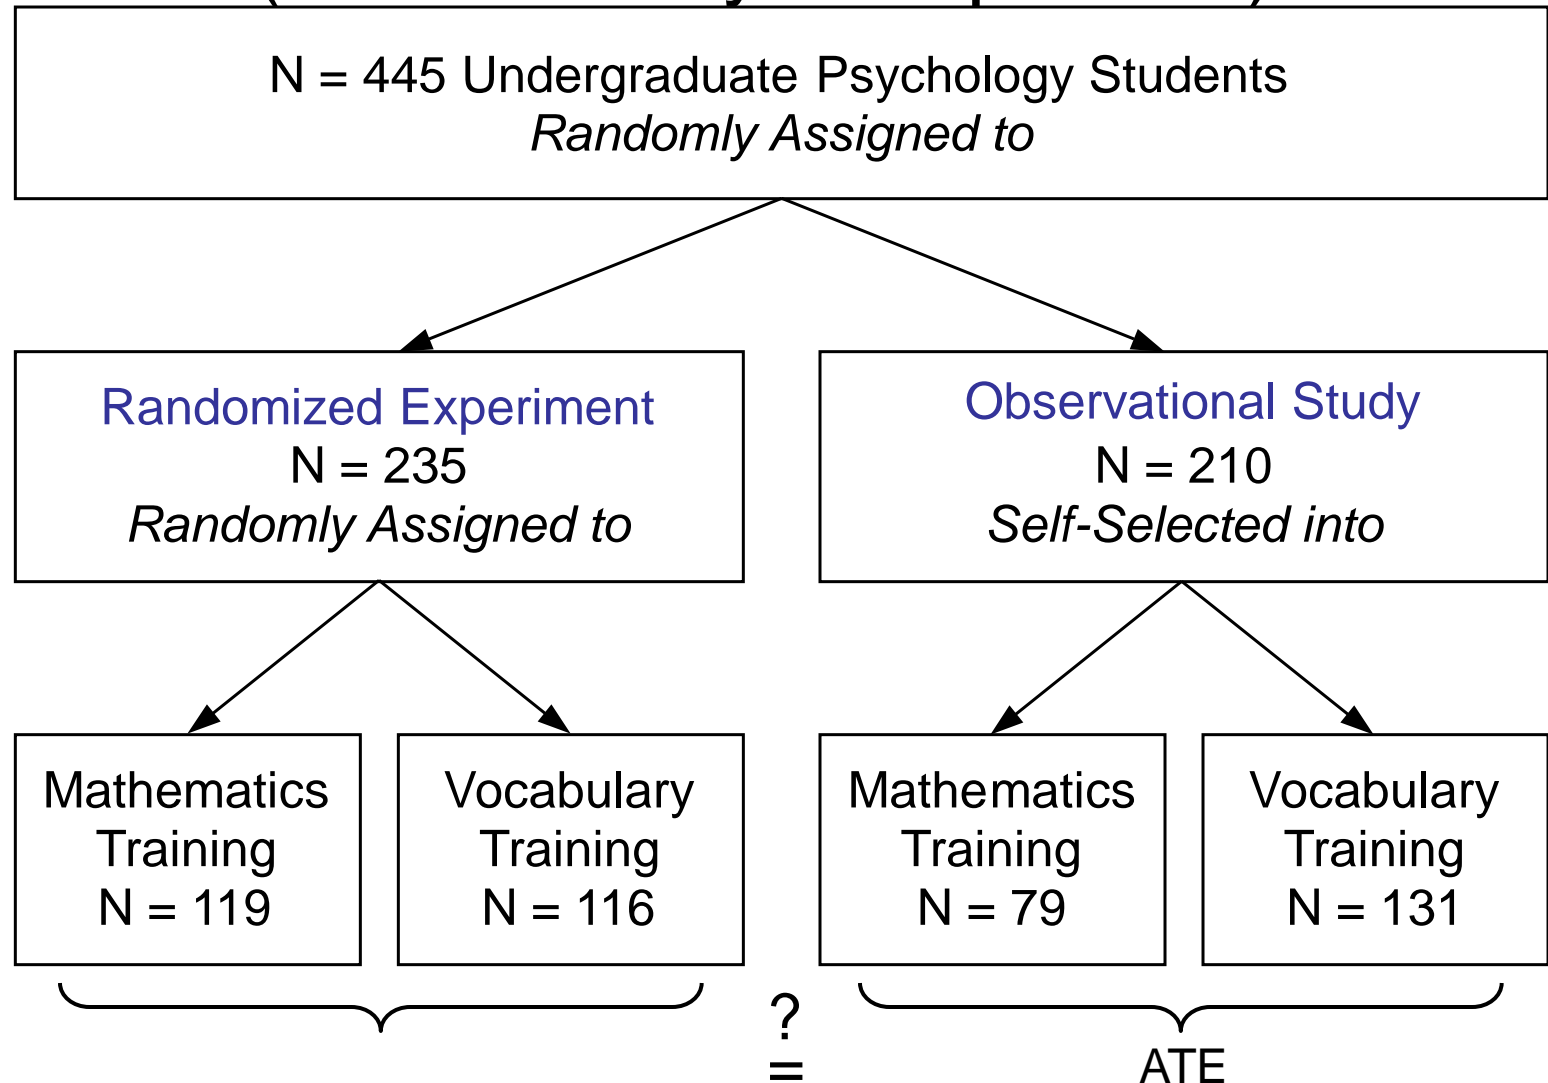 N = 445 Undergraduate Psychology Students
Randomly Assigned to
Randomized Experiment
N = 235
Randomly Assigned to
Observational Study
N = 210
Self-Selected into
Mathematics
Training
N = 119
Vocabulary
Training
N = 116
Mathematics
Training
N = 79
Vocabulary
Training
N = 131
?
=
ATE